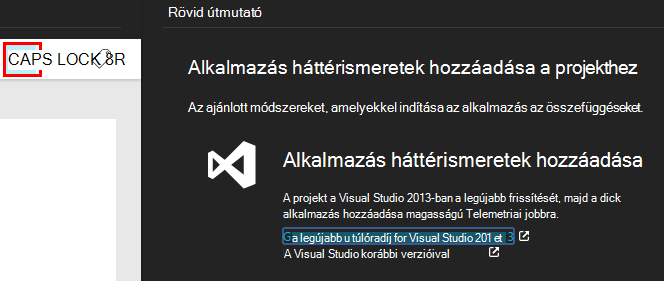 Rövid útmutató
CAPS LOCK 8R
Alkalmazás háttérismeretek hozzáadása a projekthez
Az ajánlott módszereket, amelyekkel indítása az alkalmazás az összefüggéseket.
Alkalmazás háttérismeretek hozzáadása
A projekt a Visual Studio 2013-ban a legújabb frissítését, majd a dick
alkalmazás hozzáadása magasságú Telemetriai jobbra.
Ga legújabb u túlóradíj for Visual Studio 201 et 3
A Visual Studio korábbi verzióival